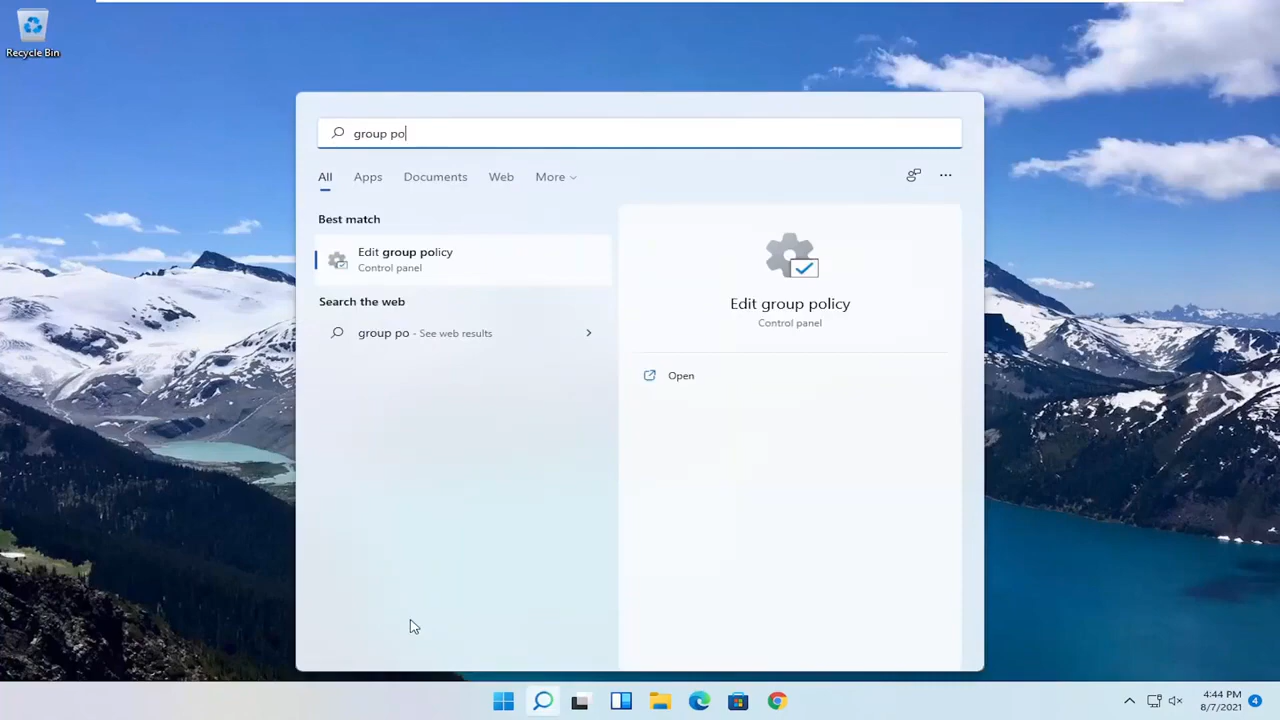 Recycle Bin
group po
All Apps Documents Web More
Best match
Edit group policy
Control panel
Search the web
group po - See web results
Edit group policy
Control panel
Open
4:44 PM
8/7/2021
4